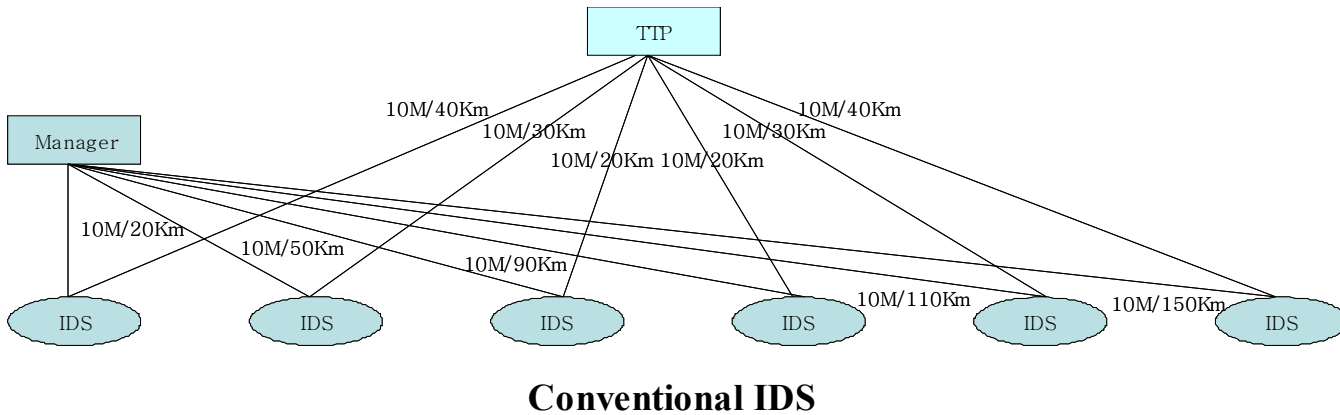 TTP
10M/40Km
10M/40Km
Manager
10M/30Km
10M/30Km
10M/20Km
10M/20Km
10M/20Km
10M/50Km
10M/90Km
10M/110Km
10M/150Km
IDS
IDS
IDS
IDS
IDS
IDS
Conventional IDS